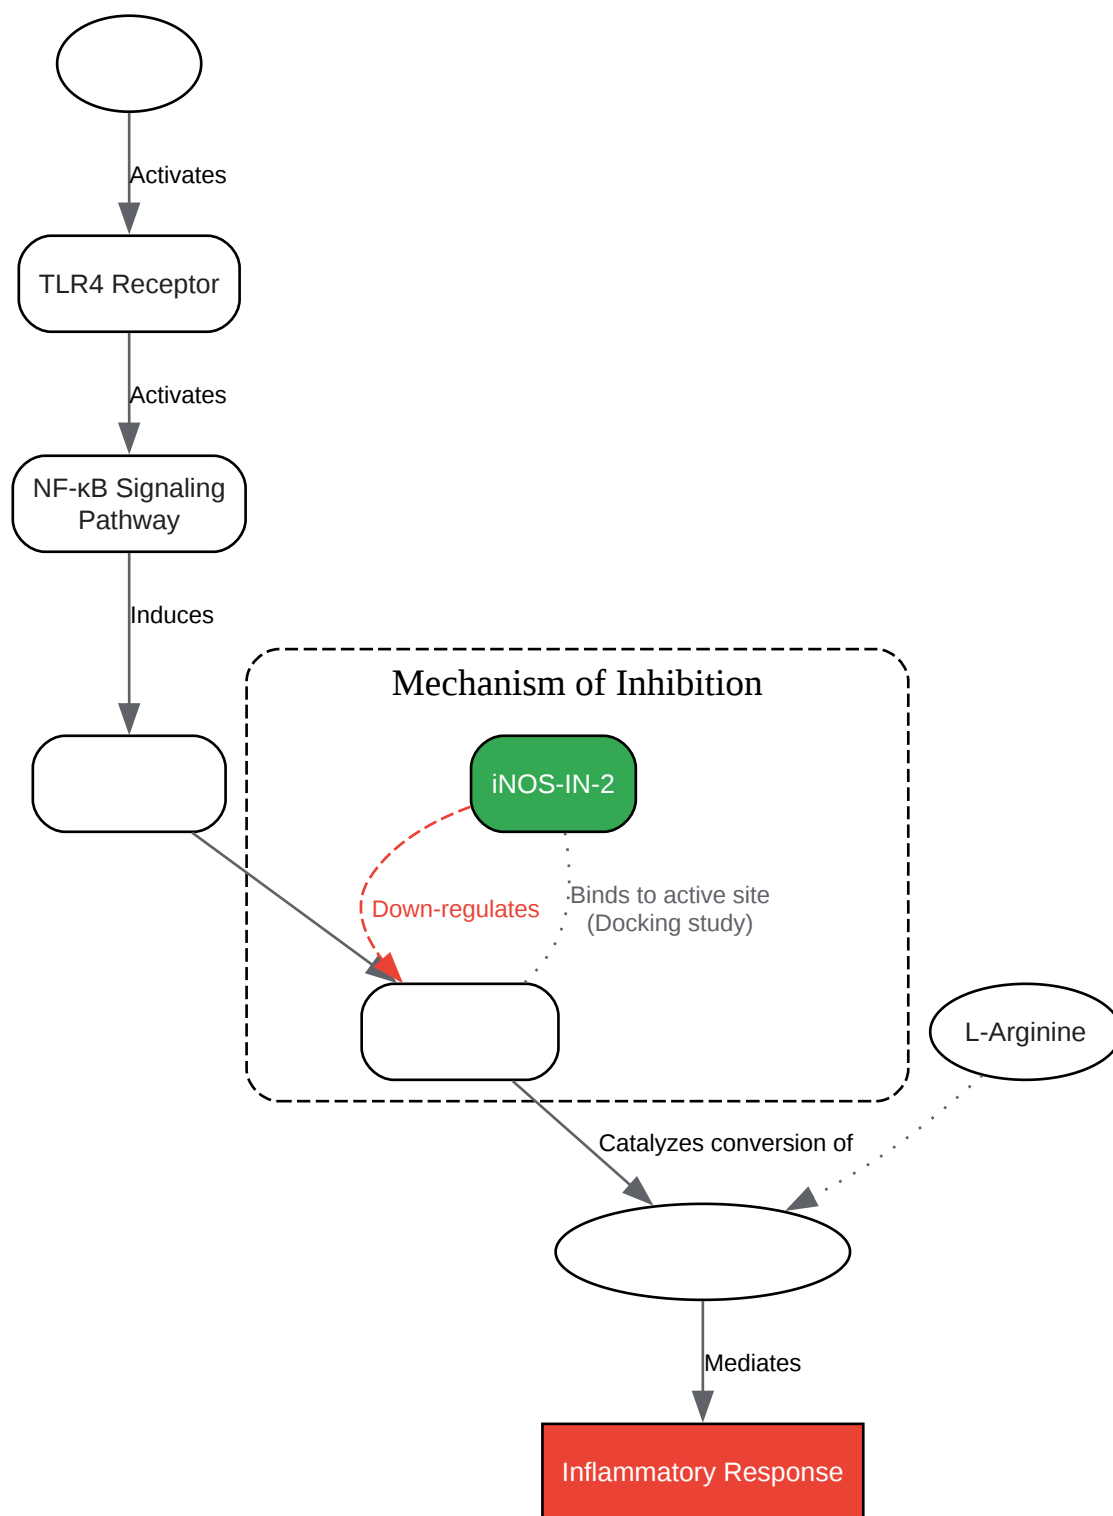 Activates
TLR4 Receptor
Activates
NF-κB Signaling
Pathway
Induces
Mechanism of Inhibition
iNOS-IN-2
Down-regulates
Binds to active site
(Docking study)
L-Arginine
Catalyzes conversion of
Mediates
Inflammatory Response